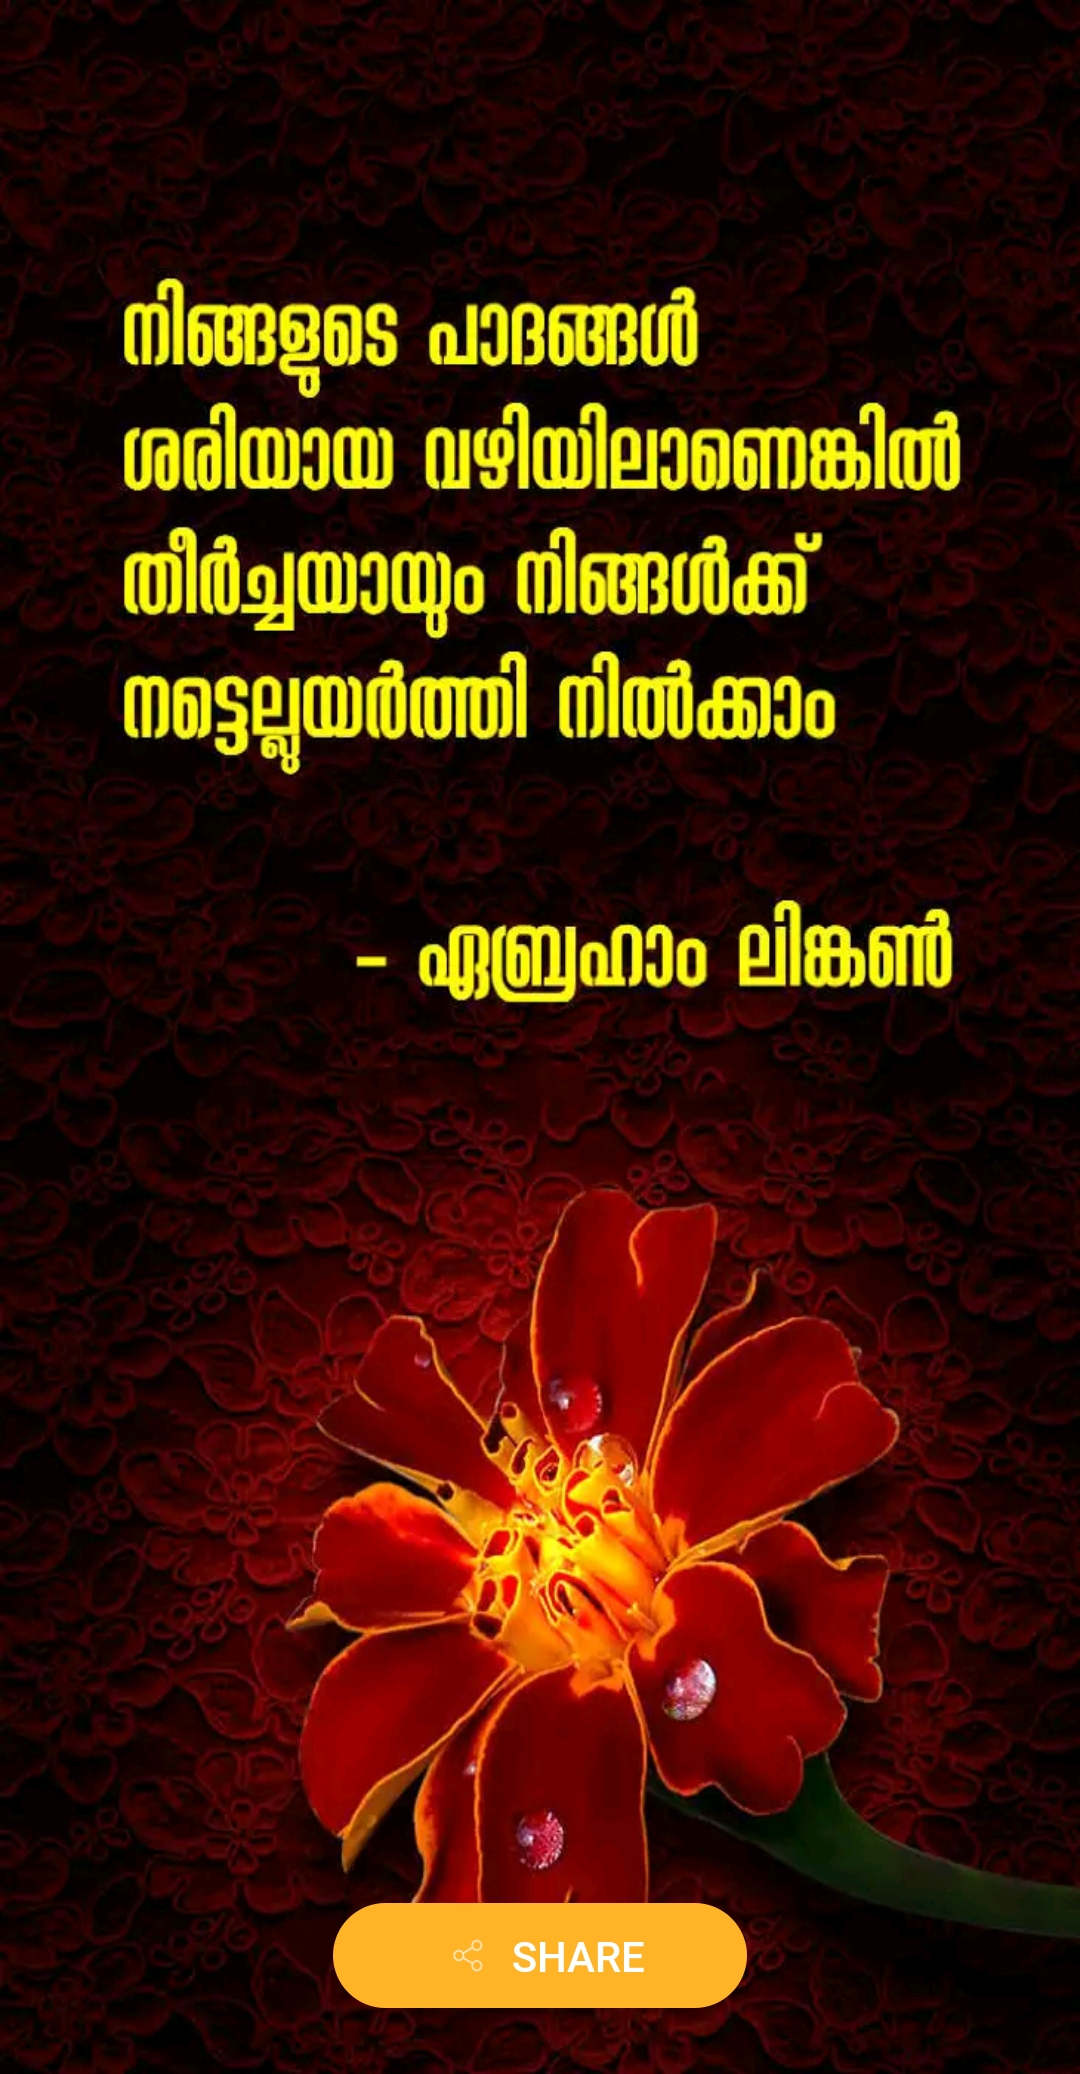 നിങ്ങളുടെ പാദങ്ങൾ
ശരിയായ വഴിയിലാണെങ്കിൽ
തീർച്ചയായും നിങ്ങൾക്ക്
നട്ടെല്ലുയർത്തി നിൽക്കാം
- ഏബ്രഹാം ലിങ്കൺ
SHARE